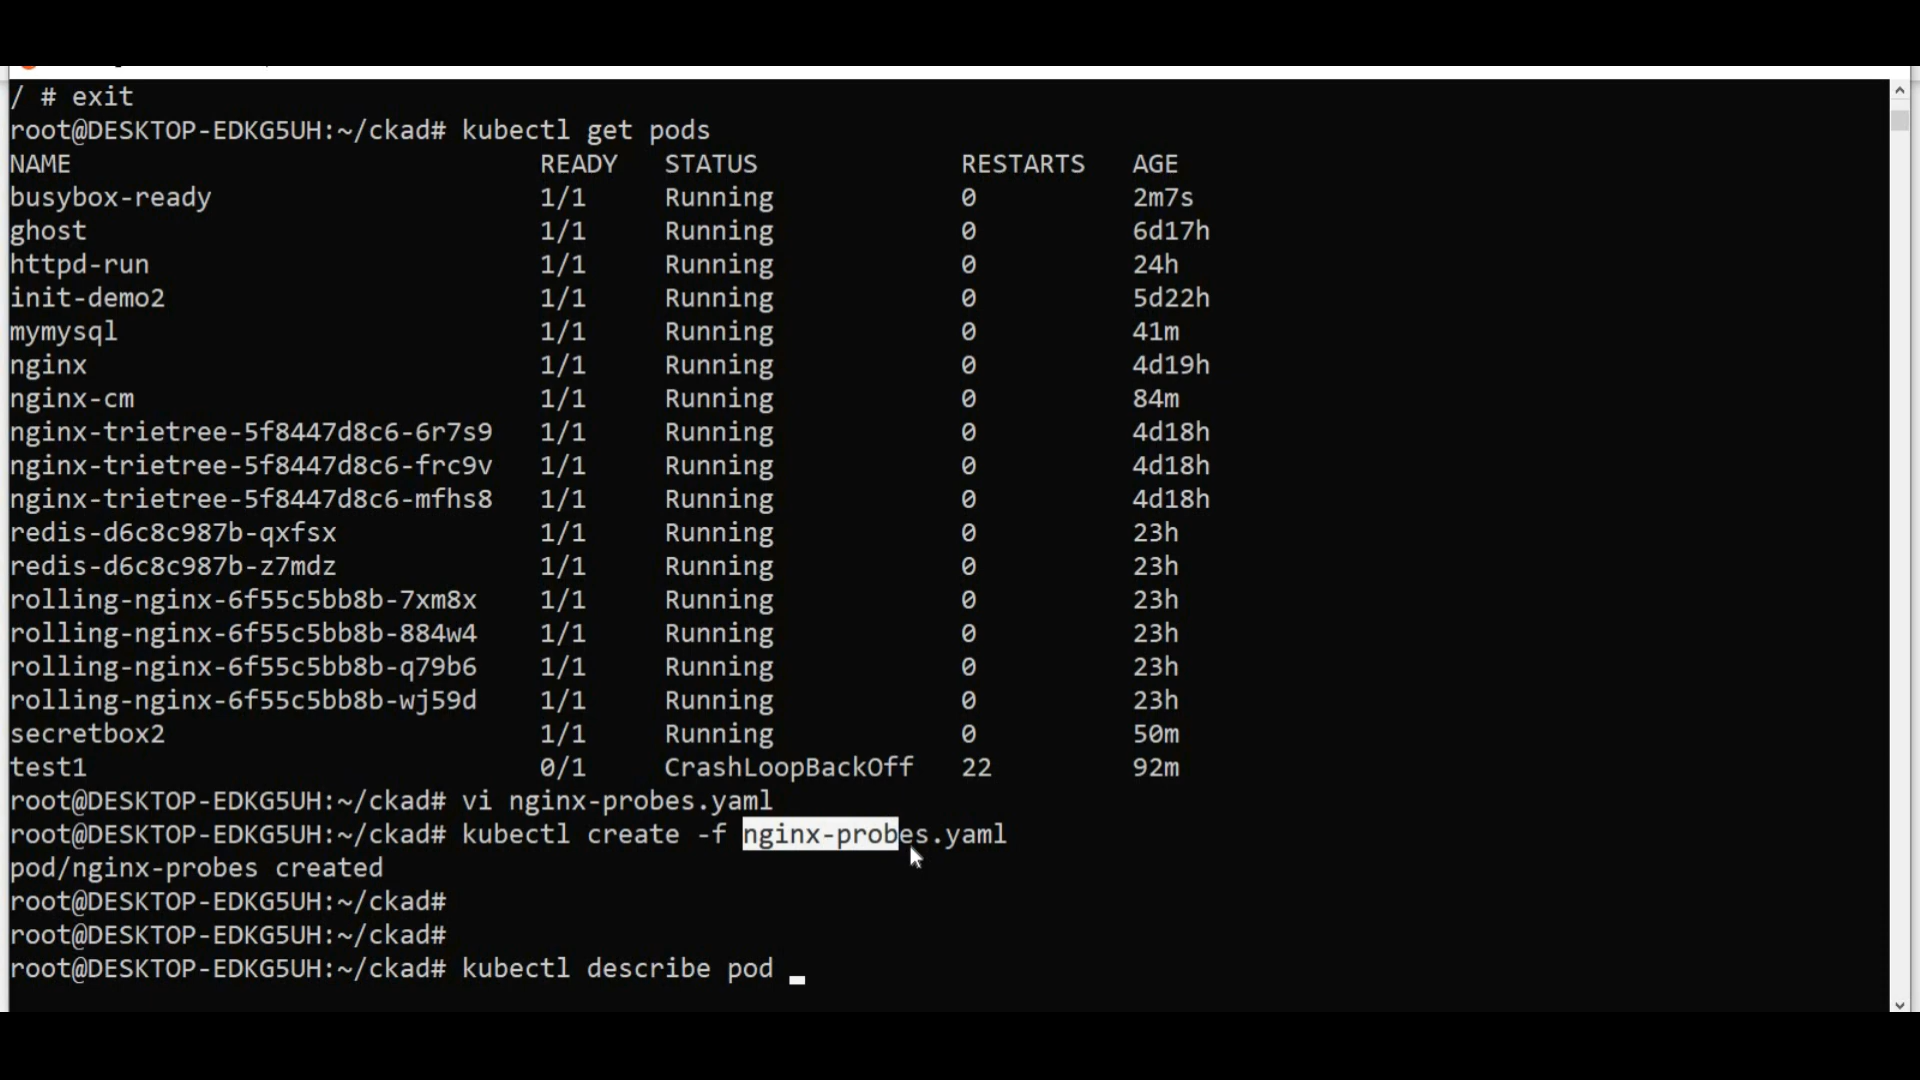 / # exit
root@DESKTOP-EDKG5UH:~/ckad# kubectl get pods
NAME READY STATUS RESTARTS AGE
busybox-ready 1/1 Running 0 2m7s
ghost 1/1 Running 0 6d17h
httpd-run 1/1 Running 0 24h
init-demo2 1/1 Running 0 5d22h
mymysql 1/1 Running 0 41m
nginx 1/1 Running 0 4d19h
nginx-cm 1/1 Running 0 84m
nginx-trietree-5f8447d8c6-6r7s9 1/1 Running 0 4d18h
nginx-trietree-5f8447d8c6-frc9v 1/1 Running 0 4d18h
nginx-trietree-5f8447d8c6-mfhs8 1/1 Running 0 4d18h
redis-d6c8c987b-qxfsx 1/1 Running 0 23h
redis-d6c8c987b-z7mdz 1/1 Running 0 23h
rolling-nginx-6f55c5bb8b-7xm8x 1/1 Running 0 23h
rolling-nginx-6f55c5bb8b-884w4 1/1 Running 0 23h
rolling-nginx-6f55c5bb8b-q79b6 1/1 Running 0 23h
rolling-nginx-6f55c5bb8b-wj59d 1/1 Running 0 23h
secretbox2 1/1 Running 0 50m
test1 0/1 CrashLoopBackOff 22 92m
root@DESKTOP-EDKG5UH:~/ckad# vi nginx-probes.yaml
root@DESKTOP-EDKG5UH:~/ckad# kubectl create -f nginx-probes.yaml
pod/nginx-probes created
root@DESKTOP-EDKG5UH:~/ckad#
root@DESKTOP-EDKG5UH:~/ckad#
root@DESKTOP-EDKG5UH:~/ckad# kubectl describe pod